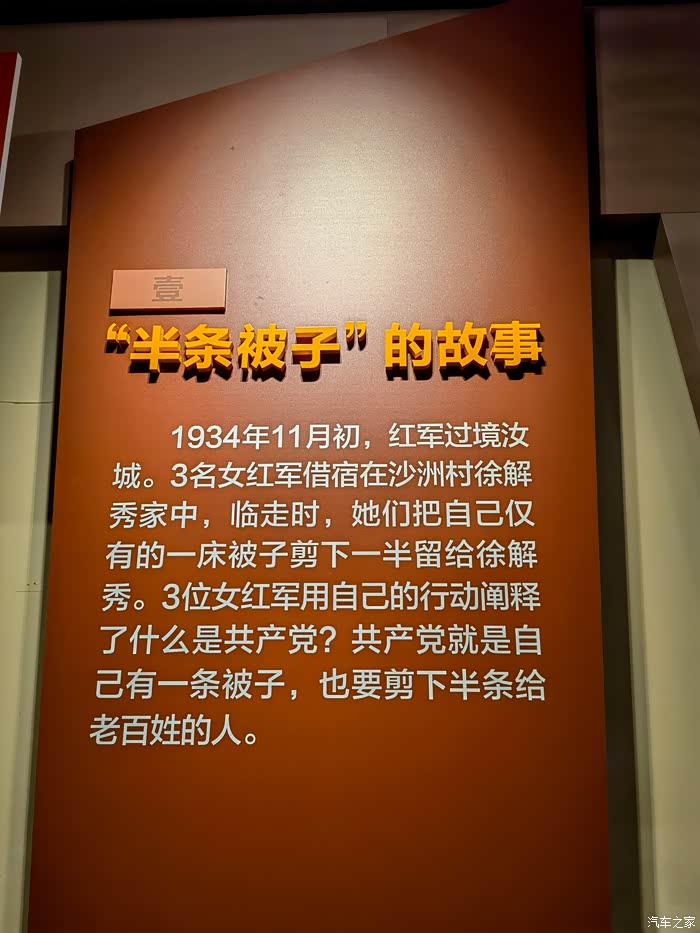 壹
“半条被子”的故事
1934年11月初，红军过境汝
城。3名女红军借宿在沙洲村徐解
秀家中，临走时，她们把自己仅
有的一床被子剪下一半留给徐解
秀。3位女红军用自己的行动阐释
了什么是共产党？共产党就是自
己有一条被子，也要剪下半条给
老百姓的人。
汽车之家